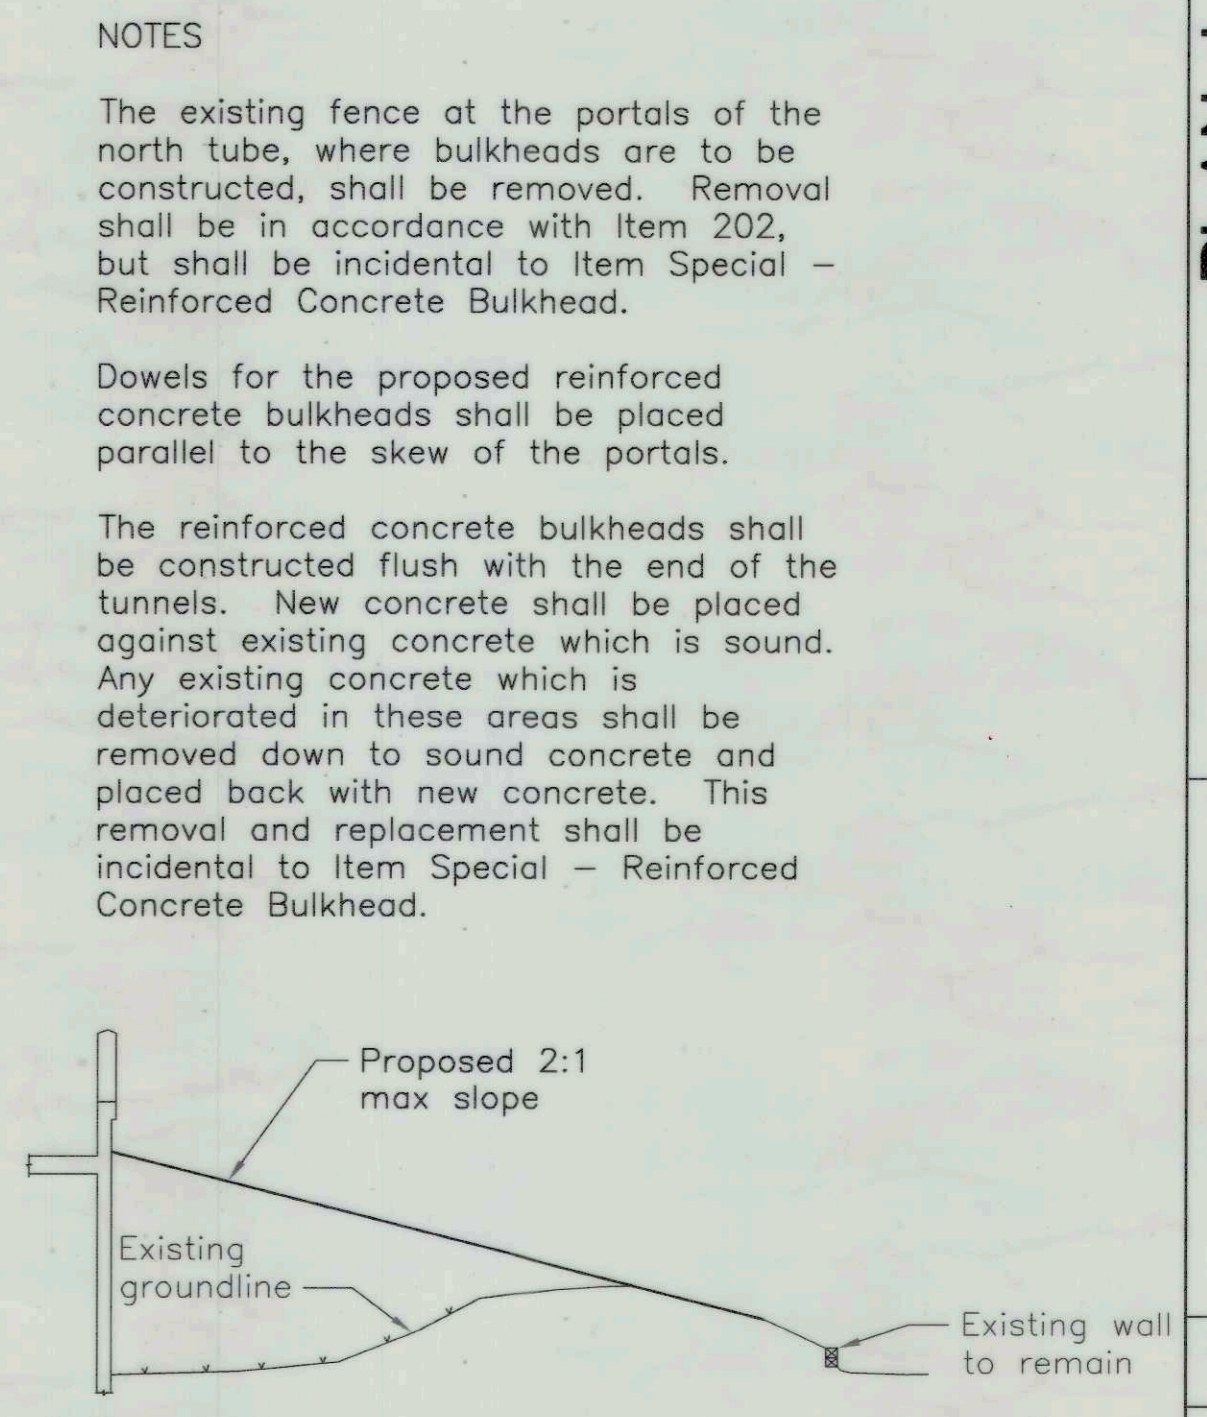 NOTES
The existing fence at the portals of the
north tube, where bulkheads are to be
constructed, shall be removed. Removal
shall be in accordance with Item 202,
but shall be incidental to Item Special –
Reinforced Concrete Bulkhead.
Dowels for the proposed reinforced
concrete bulkheads shall be placed
parallel to the skew of the portals.
The reinforced concrete bulkheads shall
be constructed flush with the end of the
tunnels. New concrete shall be placed
against existing concrete which is sound.
Any existing concrete which is
deteriorated in these areas shall be
removed down to sound concrete and
placed back with new concrete. This
removal and replacement shall be
incidental to Item Special – Reinforced
Concrete Bulkhead.
Proposed 2:1
max slope
Existing
groundline
Existing wall
to remain